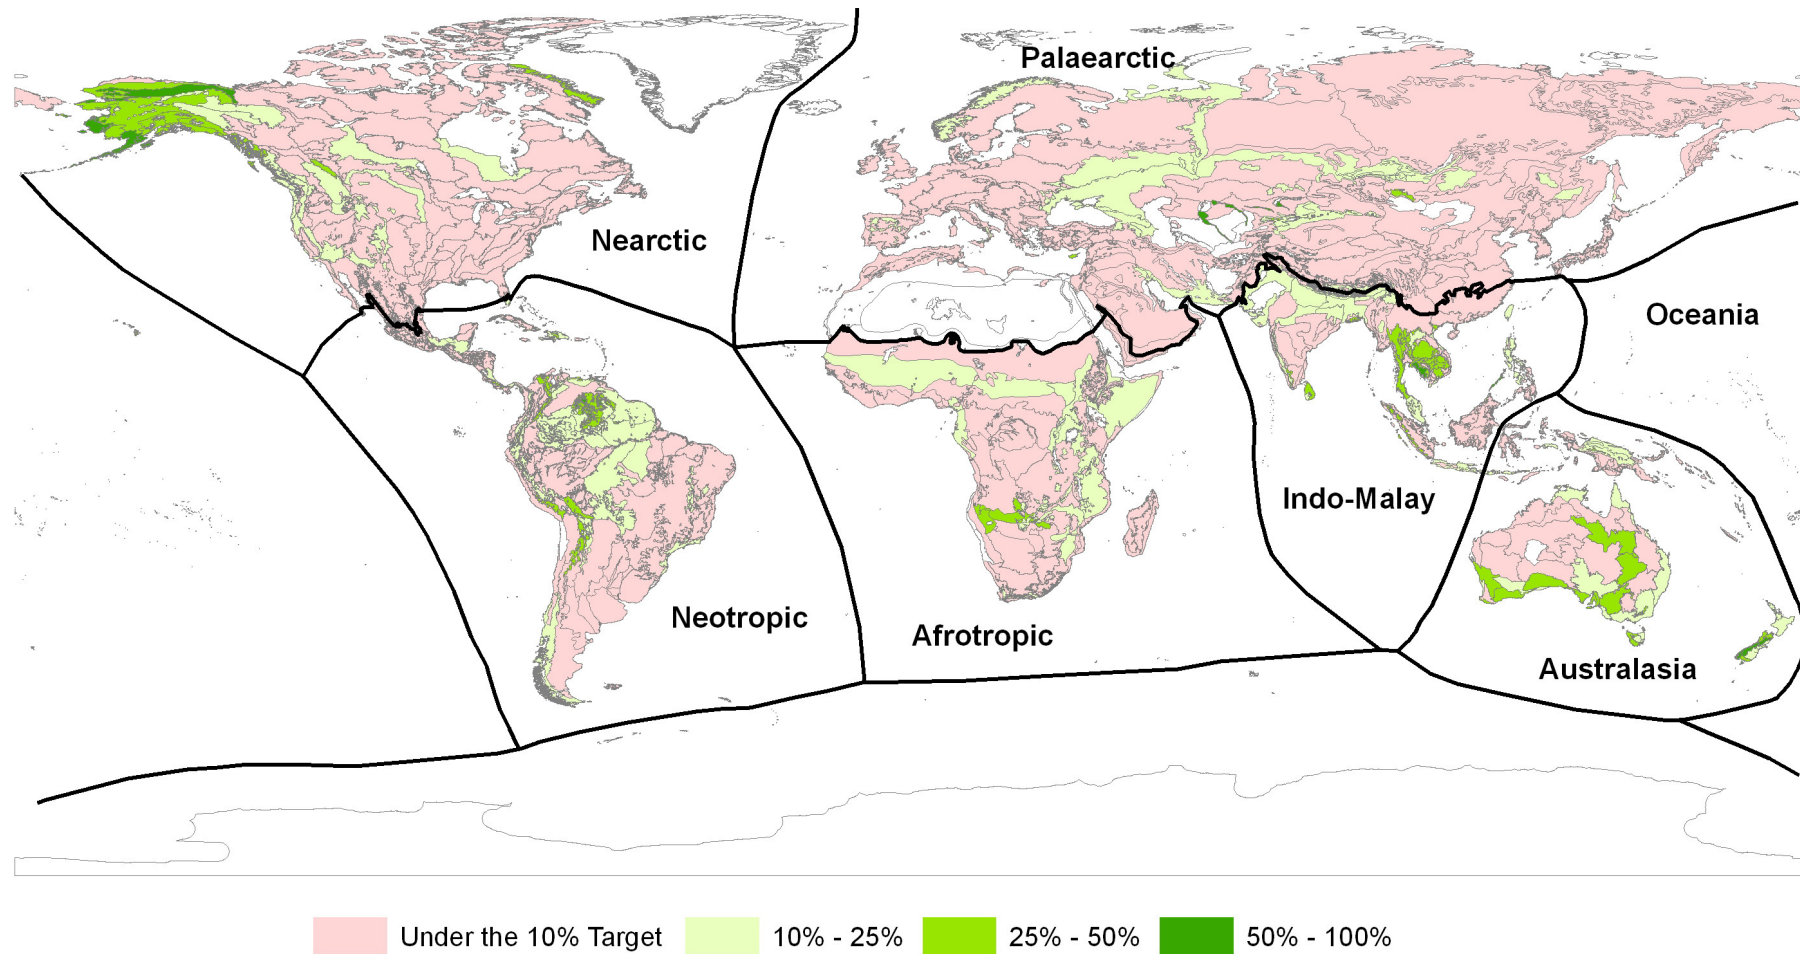 Palaearctic
Nearctic
Oceania
Indo-Malay
Neotropic
Afrotropic
Australasia
Under the 10% Target
10% - 25%
25% - 50%
50% - 100%